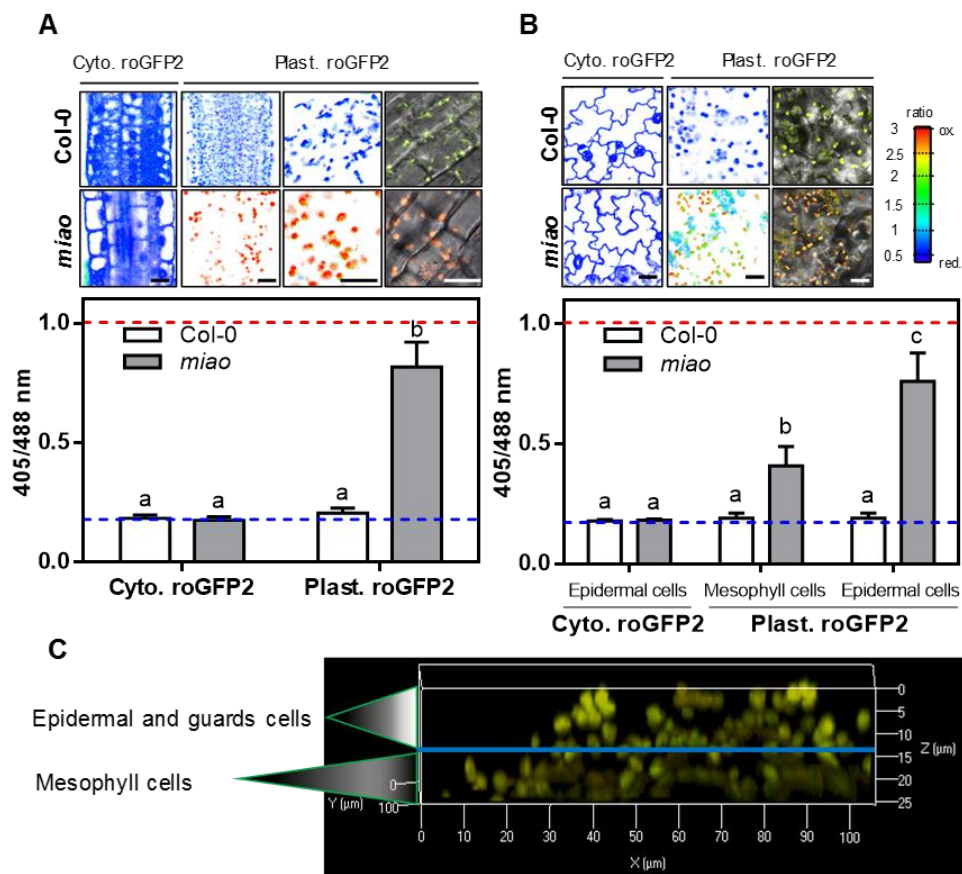 A
Cyto. roGFP2 Plast. roGFP2
Col-0
miao
405/488 nm
1.0
0.5
0.0
Col-0
miao
a a a b
Cyto. roGFP2 Plast. roGFP2
B
Cyto. roGFP2 Plast. roGFP2
Col-0
miao
ratio
3 ox.
2.5
2
1
0.5 red.
405/488 nm
1.0
0.5
0.0
Col-0
miao
a a a b a c
Epidermal cells Mesophyll cells Epidermal cells
Cyto. roGFP2 Plast. roGFP2
C
Epidermal and guards cells
Mesophyll cells
0
5
10
15
20
25
Z (µm)
0
Y (µm)
100
0 10 20 30 40 50 60 70 80 90 100
X (µm)